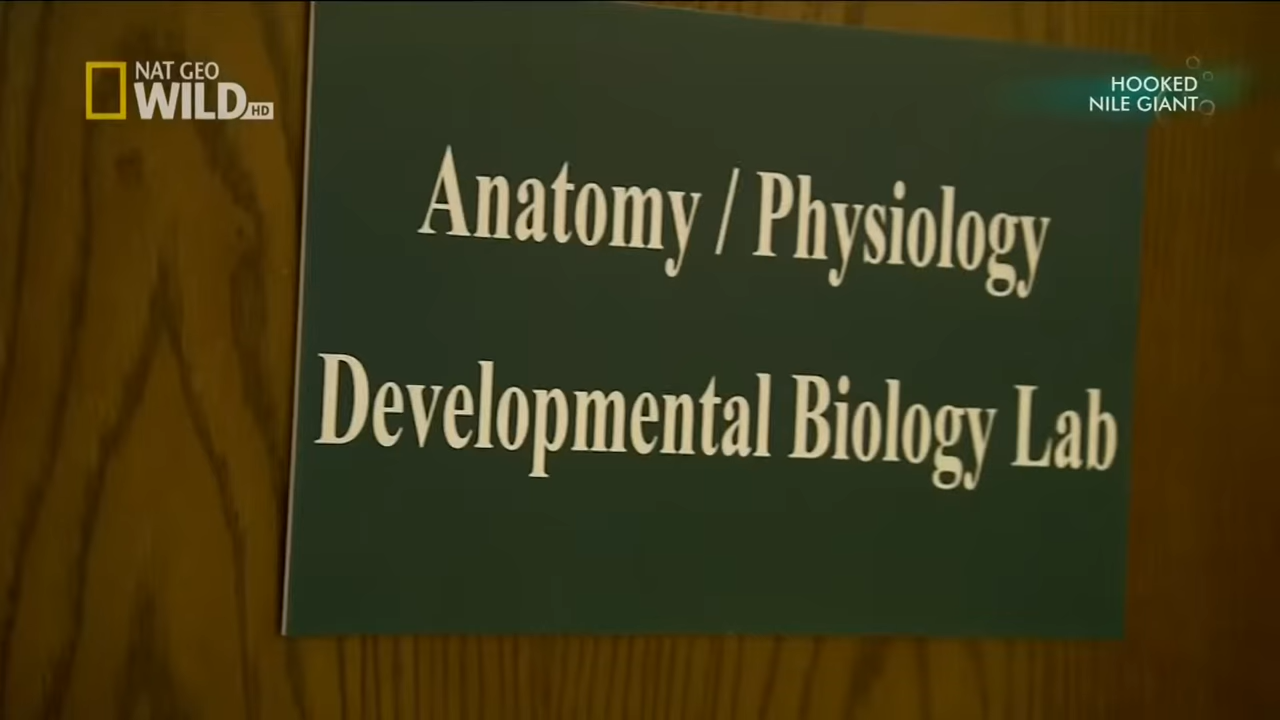 NAT GEO
WILD HD
HOOKED
NILE GIANT
Anatomy / Physiology
Developmental Biology Lab